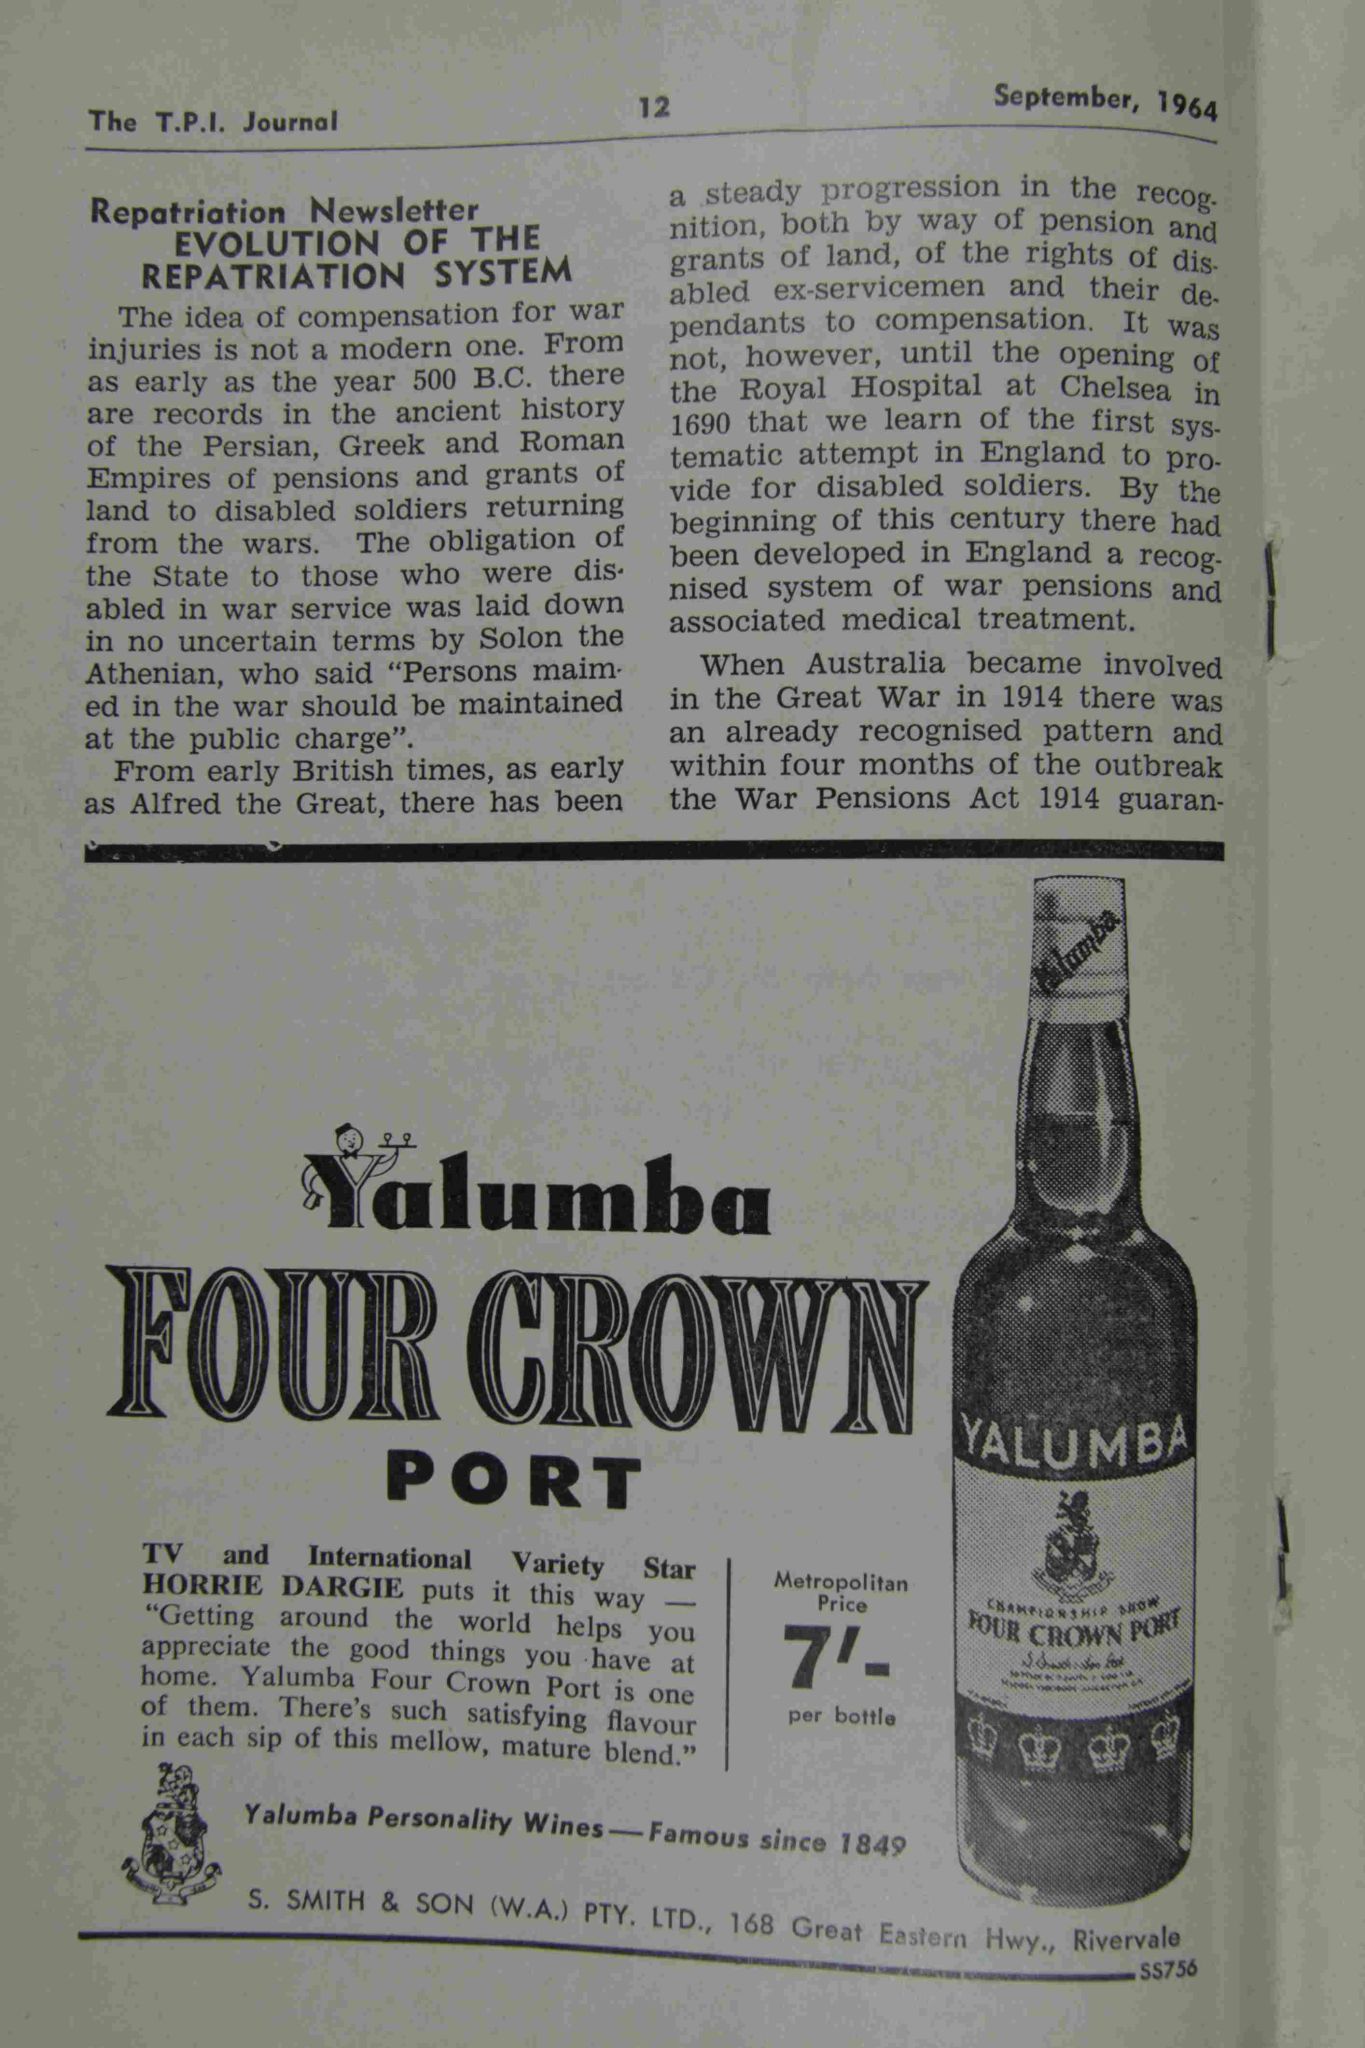 The T.P.I. Journal
12
September, 1964
Repatriation Newsletter
EVOLUTION OF THE
REPATRIATION SYSTEM
The idea of compensation for war
injuries is not a modern one. From
as early as the year 500 B.C. there
are records in the ancient history
of the Persian, Greek and Roman
Empires of pensions and grants of
land to disabled soldiers returning
from the wars. The obligation of
the State to those who were dis-
abled in war service was laid down
in no uncertain terms by Solon the
Athenian, who said “Persons maim-
ed in the war should be maintained
at the public charge”.
From early British times, as early
as Alfred the Great, there has been
a steady progression in the recog-
nition, both by way of pension and
grants of land, of the rights of dis-
abled ex-servicemen and their de-
pendants to compensation. It was
not, however, until the opening of
the Royal Hospital at Chelsea in
1690 that we learn of the first sys-
tematic attempt in England to pro-
vide for disabled soldiers. By the
beginning of this century there had
been developed in England a recog-
nised system of war pensions and
associated medical treatment.
When Australia became involved
in the Great War in 1914 there was
an already recognised pattern and
within four months of the outbreak
the War Pensions Act 1914 guaran-
Yalumba
Yalumba
FOUR CROWN
PORT
TV and International Variety Star
HORRIE DARGIE puts it this way —
“Getting around the world helps you
appreciate the good things you have at
home. Yalumba Four Crown Port is one
of them. There’s such satisfying flavour
in each sip of this mellow, mature blend.”
Metropolitan
Price
7/-
per bottle
YALUMBA
CHAMPIONSHIP SHOW
FOUR CROWN PORT
Yalumba Personality Wines—Famous since 1849
S. SMITH & SON (W.A.) PTY. LTD., 168 Great Eastern Hwy., Rivervale
SS756